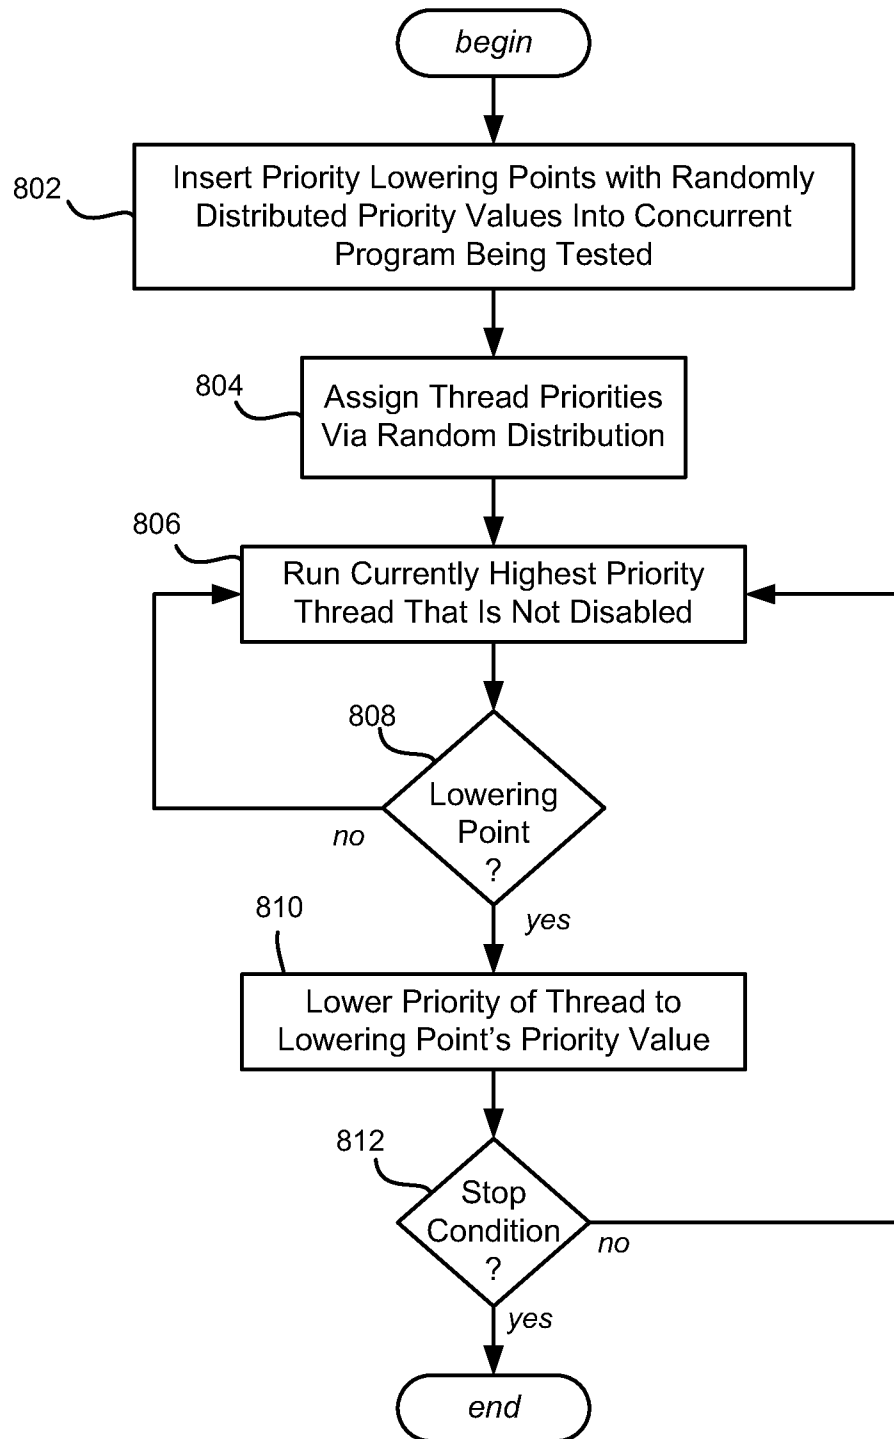 begin
802
Insert Priority Lowering Points with Randomly
Distributed Priority Values Into Concurrent
Program Being Tested
804
Assign Thread Priorities
Via Random Distribution
806
Run Currently Highest Priority
Thread That Is Not Disabled
808
Lowering
Point
?
no
yes
810
Lower Priority of Thread to
Lowering Point’s Priority Value
812
Stop
Condition
?
no
yes
end